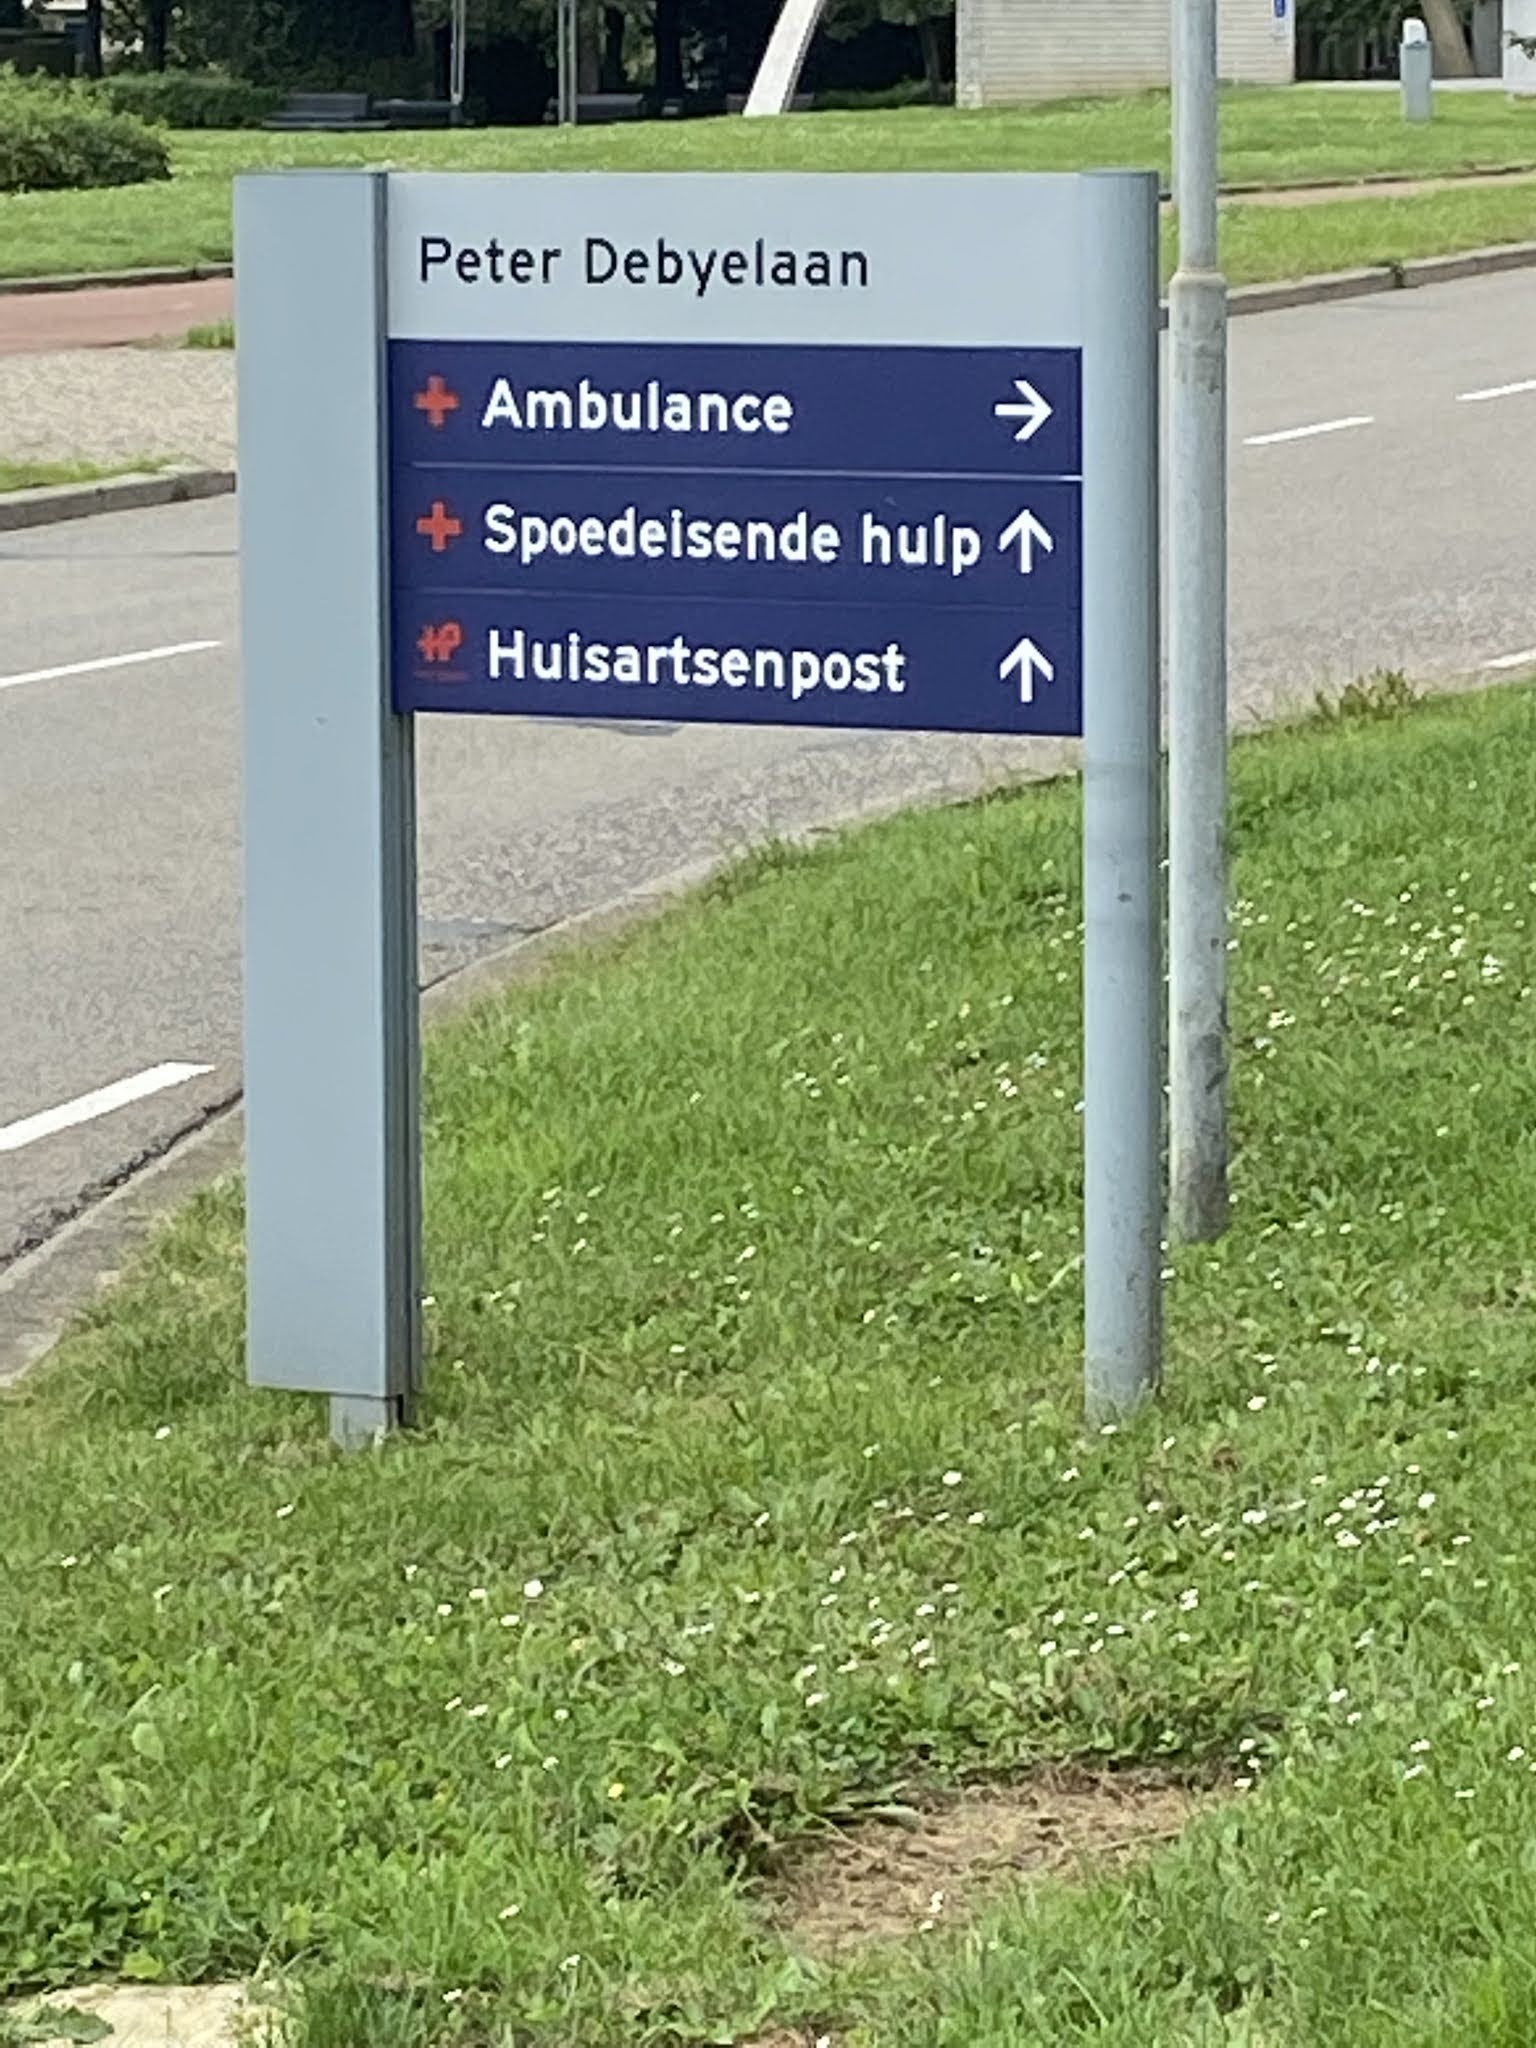 Peter Debyelaan
Ambulance →
Spoedeisende hulp ↑
Huisartsenpost ↑